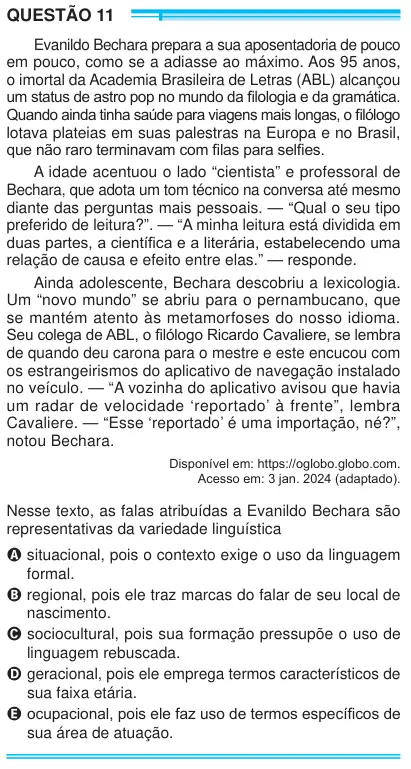 QUESTÃO 11
Evanildo Bechara prepara a sua aposentadoria de pouco
em pouco, como se a adiasse ao máximo. Aos 95 anos,
o imortal da Academia Brasileira de Letras (ABL) alcançou
um status de astro pop no mundo da filologia e da gramática.
Quando ainda tinha saúde para viagens mais longas, o filólogo
lotava plateias em suas palestras na Europa e no Brasil,
que não raro terminavam com filas para selfies.
A idade acentuou o lado “cientista” e professoral de
Bechara, que adota um tom técnico na conversa até mesmo
diante das perguntas mais pessoais. — “Qual o seu tipo
preferido de leitura?”. — “A minha leitura está dividida em
duas partes, a científica e a literária, estabelecendo uma
relação de causa e efeito entre elas.” — responde.
Ainda adolescente, Bechara descobriu a lexicologia.
Um “novo mundo” se abriu para o pernambucano, que
se mantém atento às metamorfoses do nosso idioma.
Seu colega de ABL, o filólogo Ricardo Cavaliere, se lembra
de quando deu carona para o mestre e este encucou com
os estrangeirismos do aplicativo de navegação instalado
no veículo. — “A vozinha do aplicativo avisou que havia
um radar de velocidade ‘reportado’ à frente”, lembra
Cavaliere. — “Esse ‘reportado’ é uma importação, né?”,
notou Bechara.
Disponível em: https://oglobo.globo.com.
Acesso em: 3 jan. 2024 (adaptado).
Nesse texto, as falas atribuídas a Evanildo Bechara são
representativas da variedade linguística
A situacional, pois o contexto exige o uso da linguagem
formal.
B regional, pois ele traz marcas do falar de seu local de
nascimento.
C sociocultural, pois sua formação pressupõe o uso de
linguagem rebuscada.
D geracional, pois ele emprega termos característicos de
sua faixa etária.
E ocupacional, pois ele faz uso de termos específicos de
sua área de atuação.